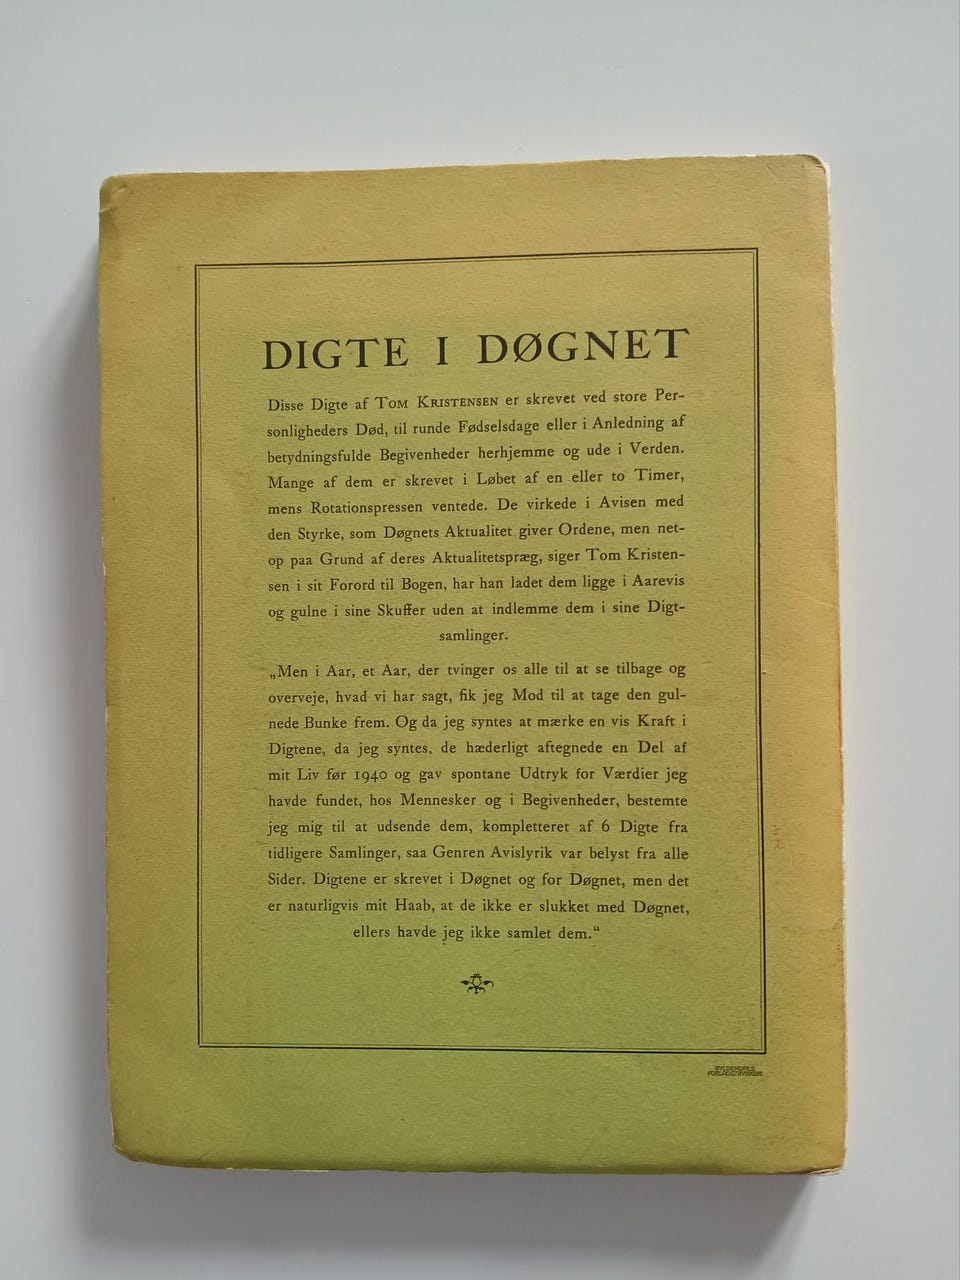 DIGTE I DØGNET
Disse Digte af TOM KRISTENSEN er skrevet ved store Per-
sonligheders Død, til runde Fødselsdage eller i Anledning af
betydningsfulde Begivenheder herhjemme og ude i Verden.
Mange af dem er skrevet i Løbet af en eller to Timer,
mens Rotationspressen ventede. De virkede i Avisen med
den Styrke, som Døgnets Aktualitet giver Ordene, men net-
op paa Grund af deres Aktualitetspræg, siger Tom Kristen-
sen i sit Forord til Bogen, har han ladet dem ligge i Aarevis
og gulne i sine Skuffer uden at indlemme dem i sine Digt-
samlinger.
„Men i Aar, et Aar, der tvinger os alle til at se tilbage og
overveje, hvad vi har sagt, fik jeg Mod til at tage den gul-
nede Bunke frem. Og da jeg syntes at mærke en vis Kraft i
Digtene, da jeg syntes, de hæderligt aftegnede en Del af
mit Liv før 1940 og gav spontane Udtryk for Værdier jeg
havde fundet, hos Mennesker og i Begivenheder, bestemte
jeg mig til at udsende dem, kompletteret af 6 Digte fra
tidligere Samlinger, saa Genren Avislyrik var belyst fra alle
Sider. Digtene er skrevet i Døgnet og for Døgnet, men det
er naturligvis mit Haab, at de ikke er slukket med Døgnet,
ellers havde jeg ikke samlet dem.“
GYLDENDALS